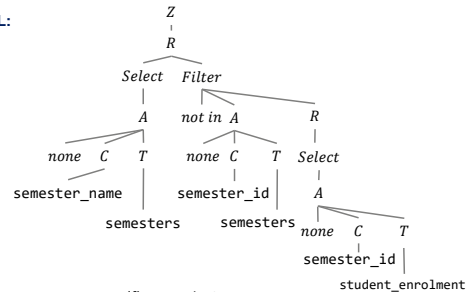 Z
L:
R
Select Filter
A not in A R
none C T none C T Select
semester_name semester_id A
semesters semesters none C T
semester_id
student_enrolment